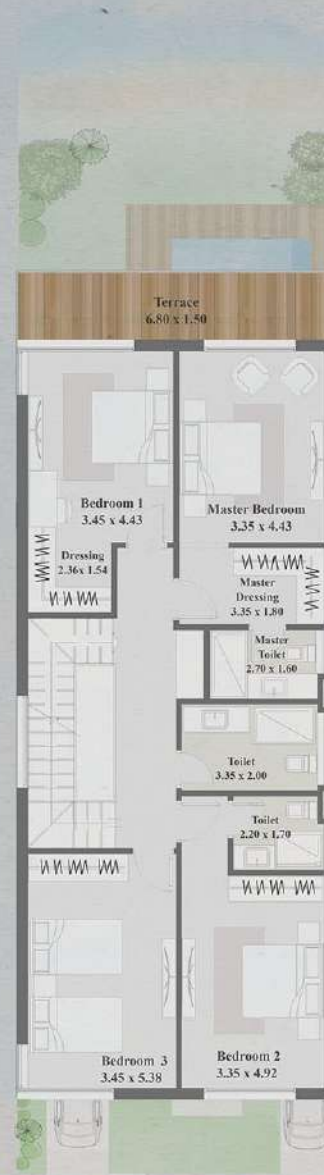 Terrace
6.80 x 1.50
Bedroom 1
3.45 x 4.43
Master Bedroom
3.35 x 4.43
Dressing
2.36x 1.54
Master
Dressing
3.35 x 1.80
Master
Toilet
2.70 x 1.60
Toilet
3.35 x 2.00
Toilet
2.20 x 1.70
Bedroom 3
3.45 x 5.38
Bedroom 2
3.35 x 4.92